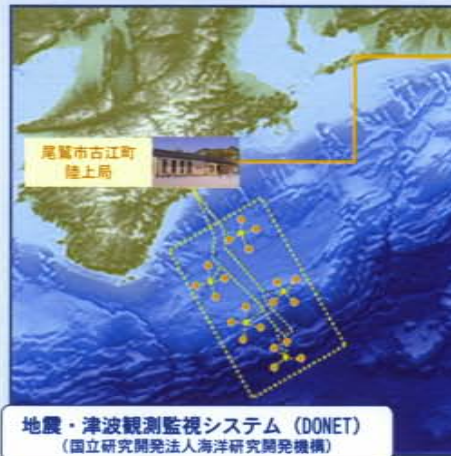 尾鷲市古江町
陸上局
地震・津波観測監視システム（DONET）
（国立研究開発法人海洋研究開発機構）